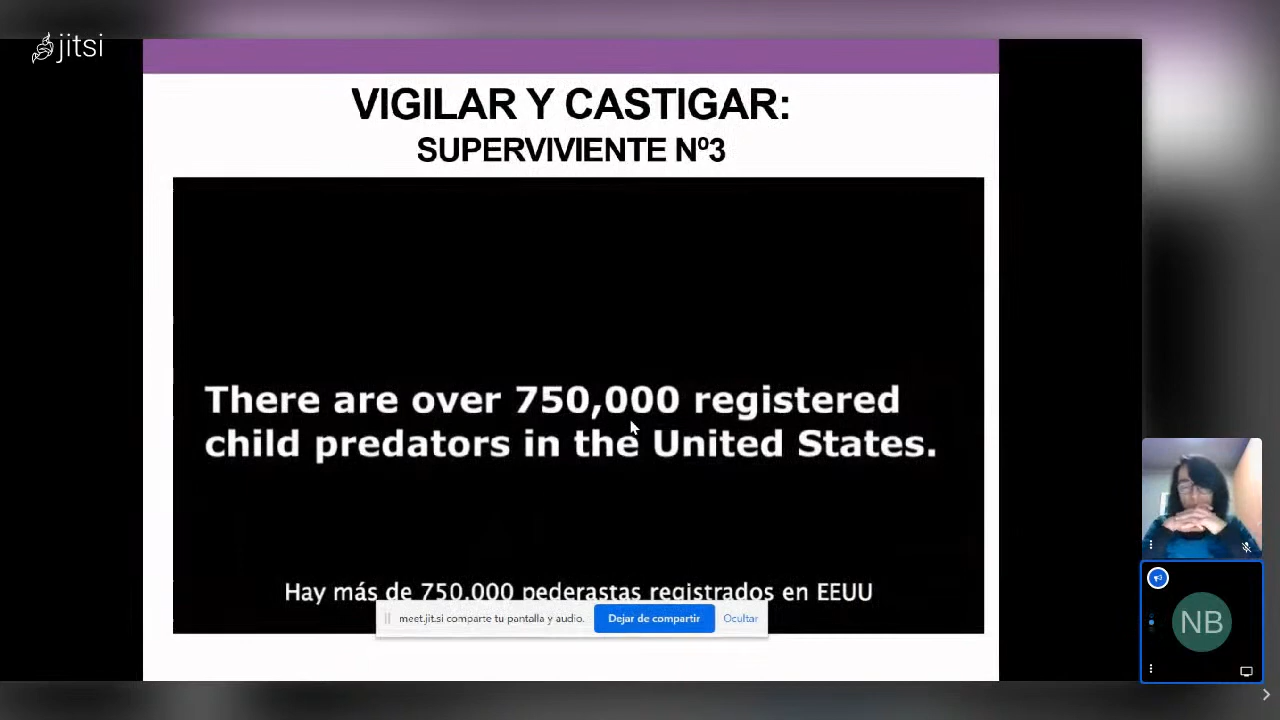 jitsi
VIGILAR Y CASTIGAR:
SUPERVIVIENTE Nº3
There are over 750,000 registered
child predators in the United States.
Hay más de 750.000 pederastas registrados en EEUU
meet.jit.si comparte tu pantalla y audio.
Dejar de compartir
Ocultar
NB